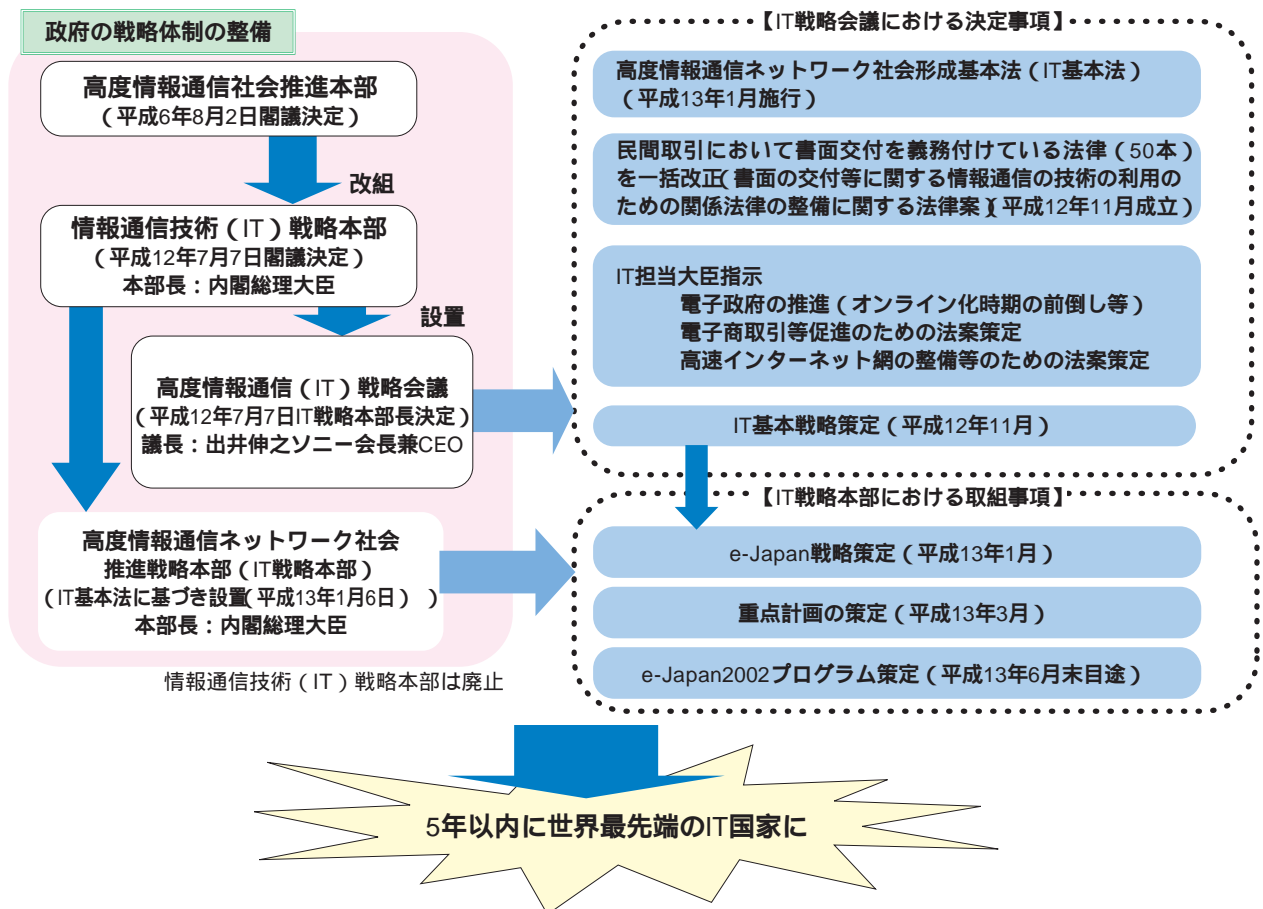 政府の戦略体制の整備
高度情報通信社会推進本部
（平成6年8月2日閣議決定）
改組
情報通信技術（IT）戦略本部
（平成12年7月7日閣議決定）
本部長：内閣総理大臣
設置
高度情報通信（IT）戦略会議
（平成12年7月7日IT戦略本部長決定）
議長：出井伸之ソニー会長兼CEO
高度情報通信ネットワーク社会
推進戦略本部（IT戦略本部）
（IT基本法に基づき設置（平成13年1月6日））
本部長：内閣総理大臣
情報通信技術（IT）戦略本部は廃止
【IT戦略会議における決定事項】
高度情報通信ネットワーク社会形成基本法（IT基本法）
（平成13年1月施行）
民間取引において書面交付を義務付けている法律（50本）
を一括改正（書面の交付等に関する情報通信の技術の利用の
ための関係法律の整備に関する法律案）（平成12年11月成立）
IT担当大臣指示
電子政府の推進（オンライン化時期の前倒し等）
電子商取引等促進のための法案策定
高速インターネット網の整備等のための法案策定
IT基本戦略策定（平成12年11月）
【IT戦略本部における取組事項】
e-Japan戦略策定（平成13年1月）
重点計画の策定（平成13年3月）
e-Japan2002プログラム策定（平成13年6月末目途）
5年以内に世界最先端のIT国家に